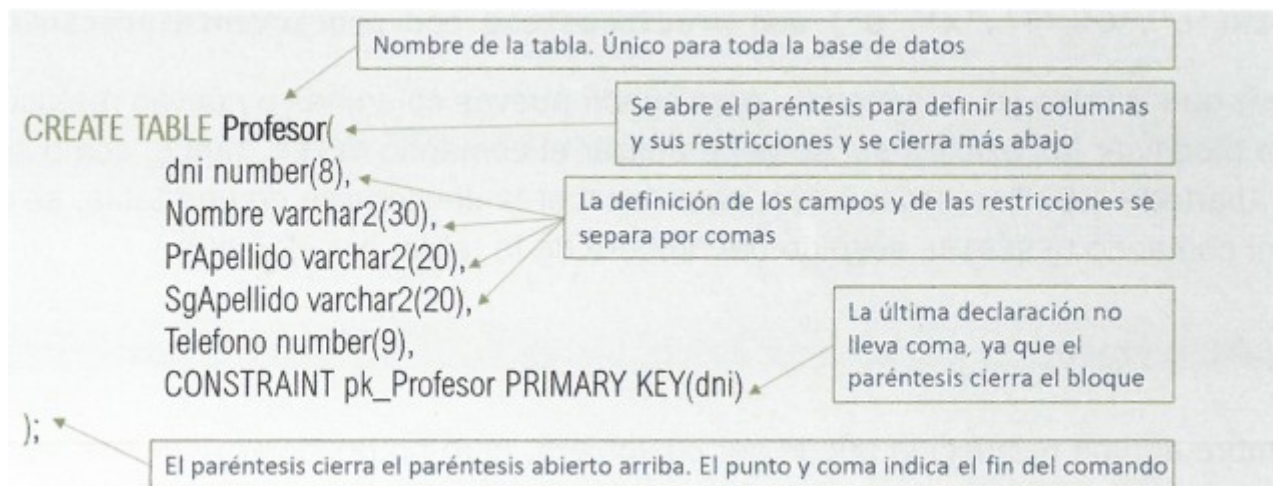 Nombre de la tabla. Único para toda la base de datos
Se abre el paréntesis para definir las columnas
y sus restricciones y se cierra más abajo
CREATE TABLE Profesor(
dni number(8),
Nombre varchar2(30),
PrApellido varchar2(20),
SgApellido varchar2(20),
Telefono number(9),
CONSTRAINT pk_Profesor PRIMARY KEY(dni)
);
La definición de los campos y de las restricciones se
separa por comas
La última declaración no
lleva coma, ya que el
paréntesis cierra el bloque
El paréntesis cierra el paréntesis abierto arriba. El punto y coma indica el fin del comando